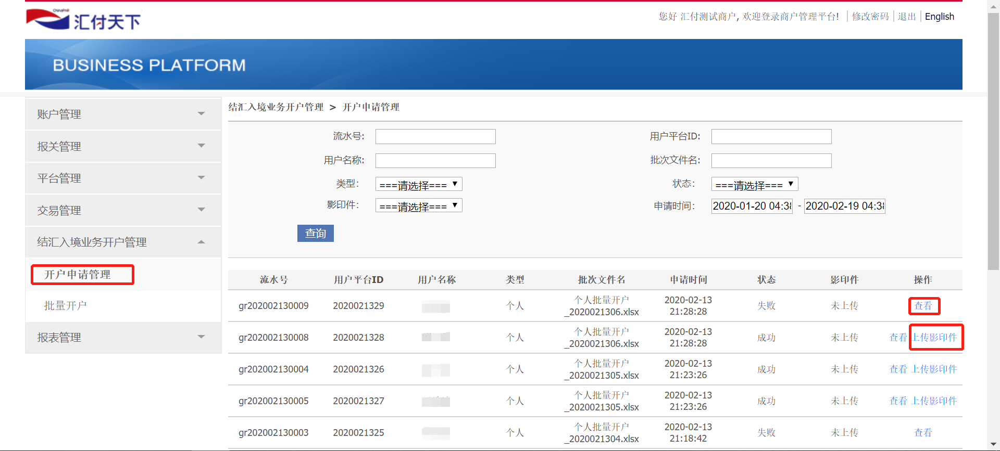 ChinaPnR
汇付天下
您好 汇付测试商户, 欢迎登录商户管理平台! 修改密码 退出 English
BUSINESS PLATFORM
账户管理
报关管理
平台管理
交易管理
结汇入境业务开户管理
开户申请管理
批量开户
报表管理
结汇入境业务开户管理 > 开户申请管理
流水号: 用户平台ID:
用户名称: 批次文件名:
类型: ===请选择=== 状态: ===请选择===
影印件: ===请选择=== 申请时间: 2020-01-20 04:38 - 2020-02-19 04:38
查询
流水号 用户平台ID 用户名称 类型 批次文件名 申请时间 状态 影印件 操作
gr202002130009 2020021329 个人 个人批量开户 2020-02-13 失败 未上传 查看
_2020021306.xlsx 21:28:28
gr202002130008 2020021328 个人 个人批量开户 2020-02-13 成功 未上传 查看 上传影印件
_2020021306.xlsx 21:28:28
gr202002130004 2020021326 个人 个人批量开户 2020-02-13 成功 未上传 查看 上传影印件
_2020021305.xlsx 21:23:26
gr202002130005 2020021327 个人 个人批量开户 2020-02-13 成功 未上传 查看 上传影印件
_2020021305.xlsx 21:23:26
gr202002130003 2020021325 个人 个人批量开户 2020-02-13 失败 未上传 查看
_2020021304.xlsx 21:18:42